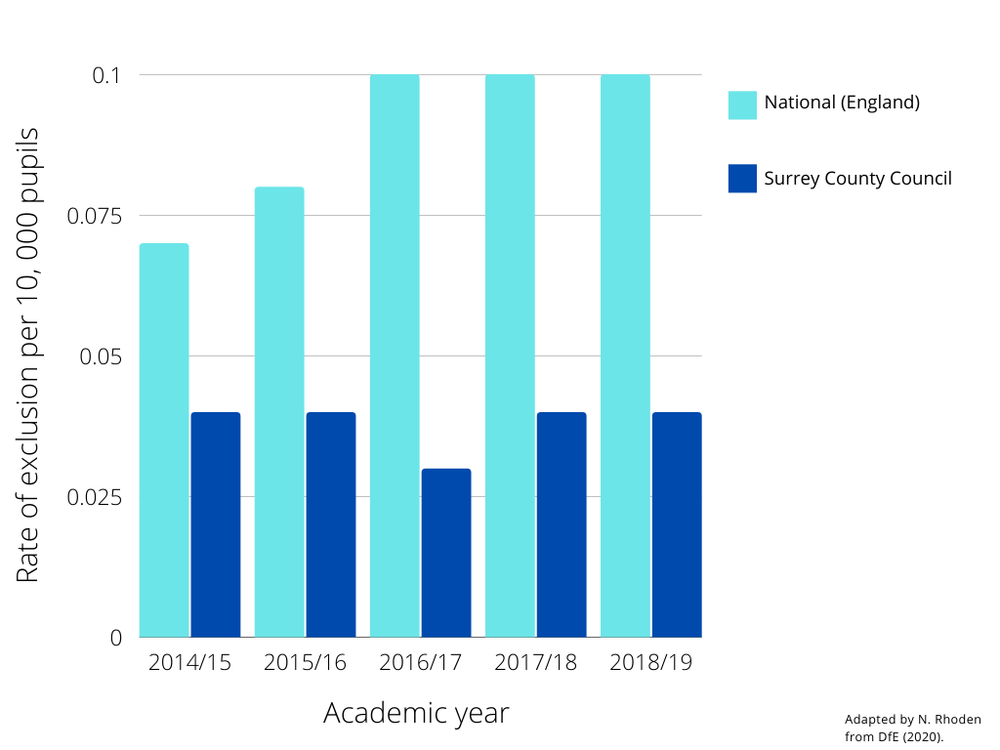 Rate of exclusion per 10, 000 pupils
0.1
0.075
0.05
0.025
0
2014/15
2015/16
2016/17
2017/18
2018/19
Academic year
National (England)
Surrey County Council
Adapted by N. Rhoden
from DfE (2020).